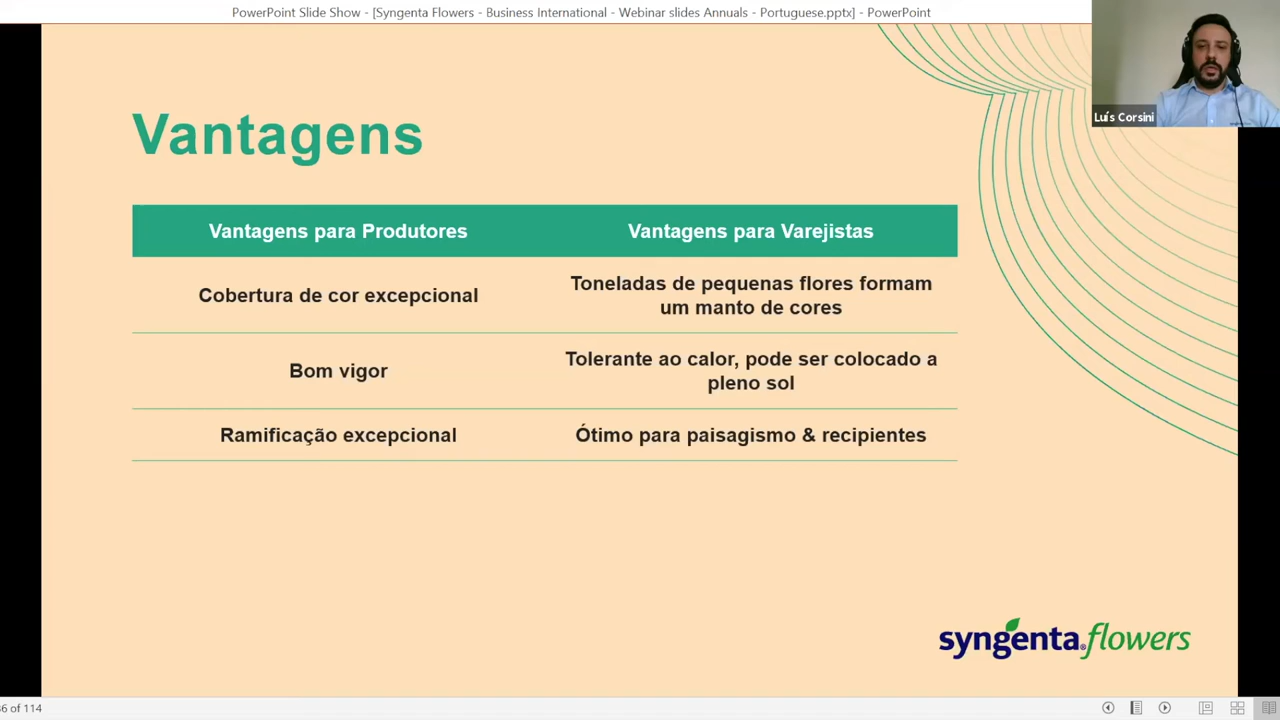 PowerPoint Slide Show - [Syngenta Flowers - Business International - Webinar slides Annuals - Portuguese.pptx] - PowerPoint
Luís Corsini
Vantagens
Vantagens para Produtores
Vantagens para Varejistas
Cobertura de cor excepcional
Toneladas de pequenas flores formam
um manto de cores
Bom vigor
Tolerante ao calor, pode ser colocado a
pleno sol
Ramificação excepcional
Ótimo para paisagismo & recipientes
syngenta® flowers
of 114